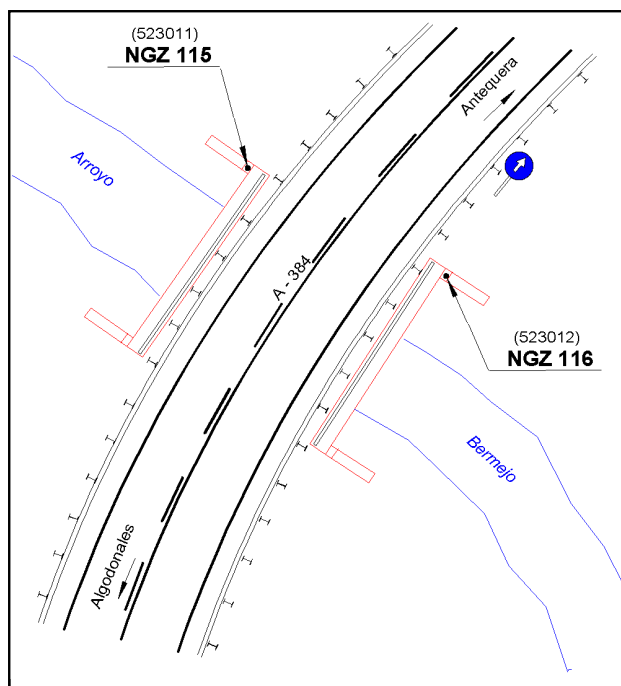 (523011)
NGZ 115
Antequera
Arroyo
A - 384
(523012)
NGZ 116
Bermejo
Algodonales